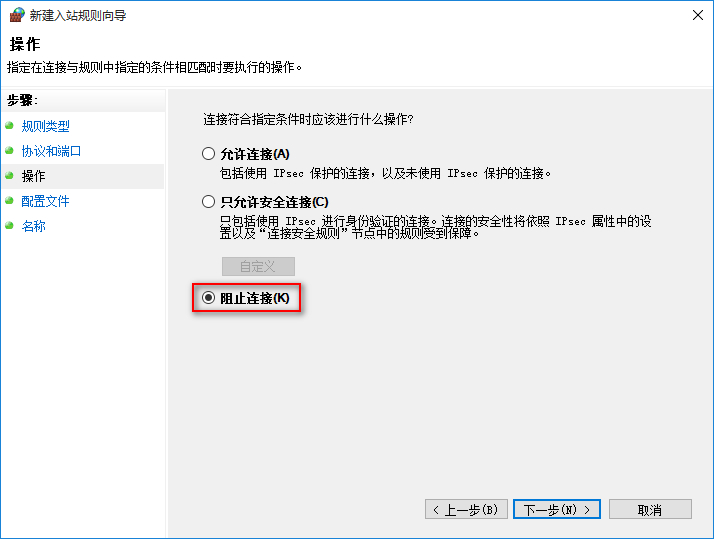 新建入站规则向导
操作
指定在连接与规则中指定的条件相匹配时要执行的操作。
步骤:
规则类型
协议和端口
操作
配置文件
名称
连接符合指定条件时应该进行什么操作?
允许连接(A)
包括使用 IPsec 保护的连接，以及未使用 IPsec 保护的连接。
只允许安全连接(C)
只包括使用 IPsec 进行身份验证的连接。连接的安全性将依照 IPsec 属性中的设
置以及“连接安全规则”节点中的规则受到保障。
自定义
阻止连接(K)
< 上一步(B)
下一步(N) >
取消